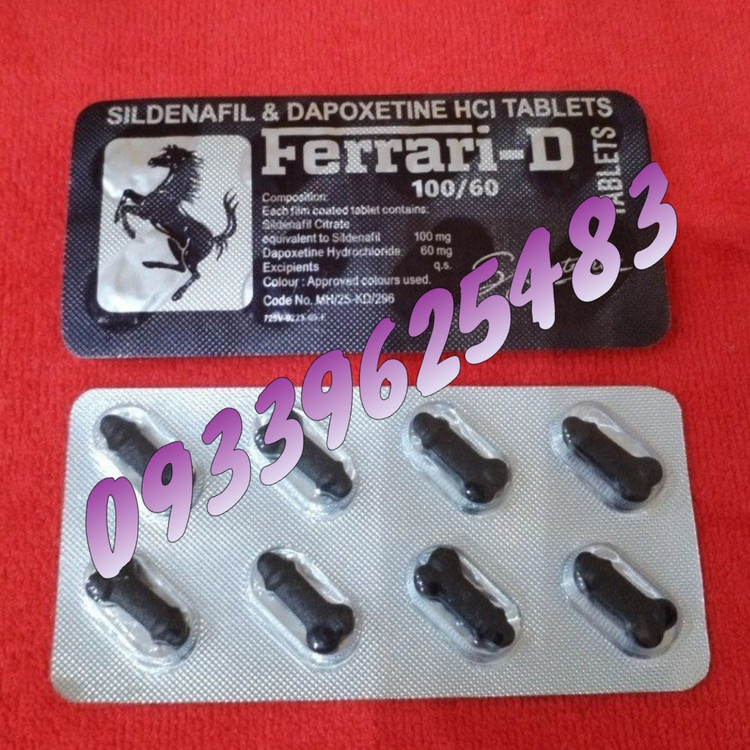 SILDENAFIL & DAPOXETINE HCl TABLETS
Ferrari-D
100/60
TABLETS
Composition:
Each film coated tablet contains:
Sildenafil Citrate
equivalent to Sildenafil 100 mg
Dapoxetine Hydrochloride 60 mg
Excipients q.s.
Colour : Approved colours used.
Code No. MH/25-KD/296
09339625483